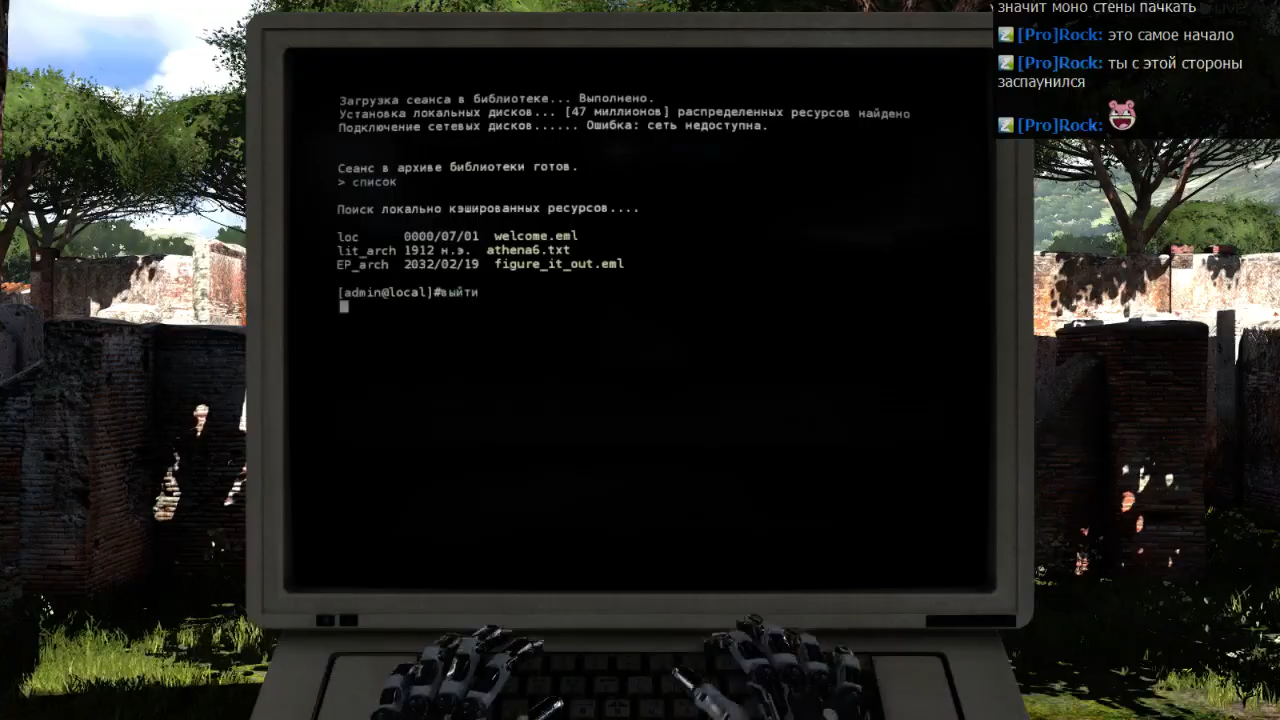 значит моно стены пачкать
[Pro]Rock: это самое начало
[Pro]Rock: ты с этой стороны
заспаунился
[Pro]Rock:
Загрузка сеанса в библиотеке... Выполнено.
Установка локальных дисков... [47 миллионов] распределенных ресурсов найдено
Подключение сетевых дисков...... Ошибка: сеть недоступна.
Сеанс в архиве библиотеки готов.
> список
Поиск локально кэшированных ресурсов....
loc 0000/07/01 welcome.eml
lit_arch 1912 н.э. athena6.txt
EP_arch 2032/02/19 figure_it_out.eml
[admin@local]#выйти